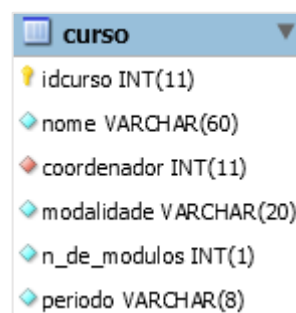 curso
idcurso INT(11)
nome VARCHAR(60)
coordenador INT(11)
modalidade VARCHAR(20)
n_de_modulos INT(1)
periodo VARCHAR(8)